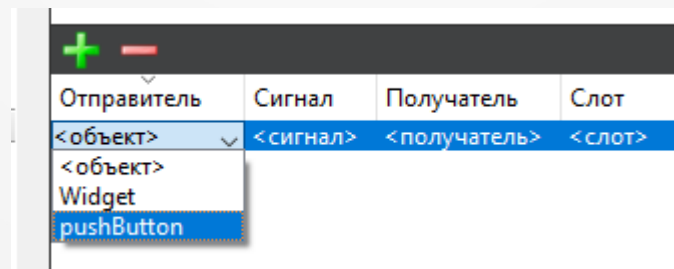 Отправитель Сигнал Получатель Слот
<объект> <сигнал> <получатель> <слот>
<объект>
Widget
pushButton